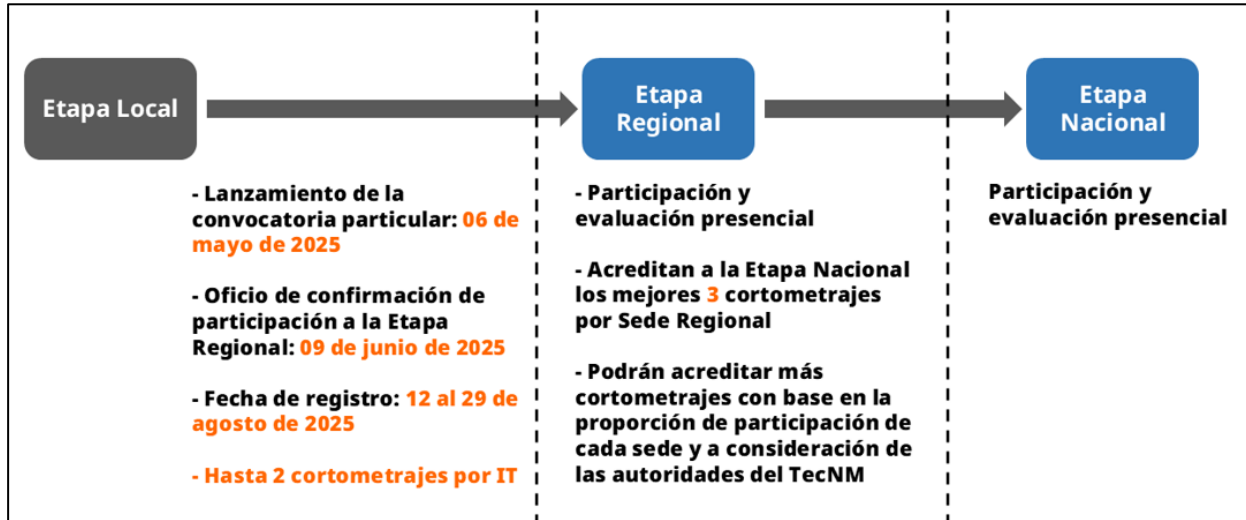 Etapa Local
Etapa
Regional
Etapa
Nacional
- Lanzamiento de la
convocatoria particular: 06 de
mayo de 2025
- Oficio de confirmación de
participación a la Etapa
Regional: 09 de junio de 2025
- Fecha de registro: 12 al 29 de
agosto de 2025
- Hasta 2 cortometrajes por IT
- Participación y
evaluación presencial
- Acreditan a la Etapa Nacional
los mejores 3 cortometrajes
por Sede Regional
- Podrán acreditar más
cortometrajes con base en la
proporción de participación de
cada sede y a consideración de
las autoridades del TecNM
Participación y
evaluación presencial